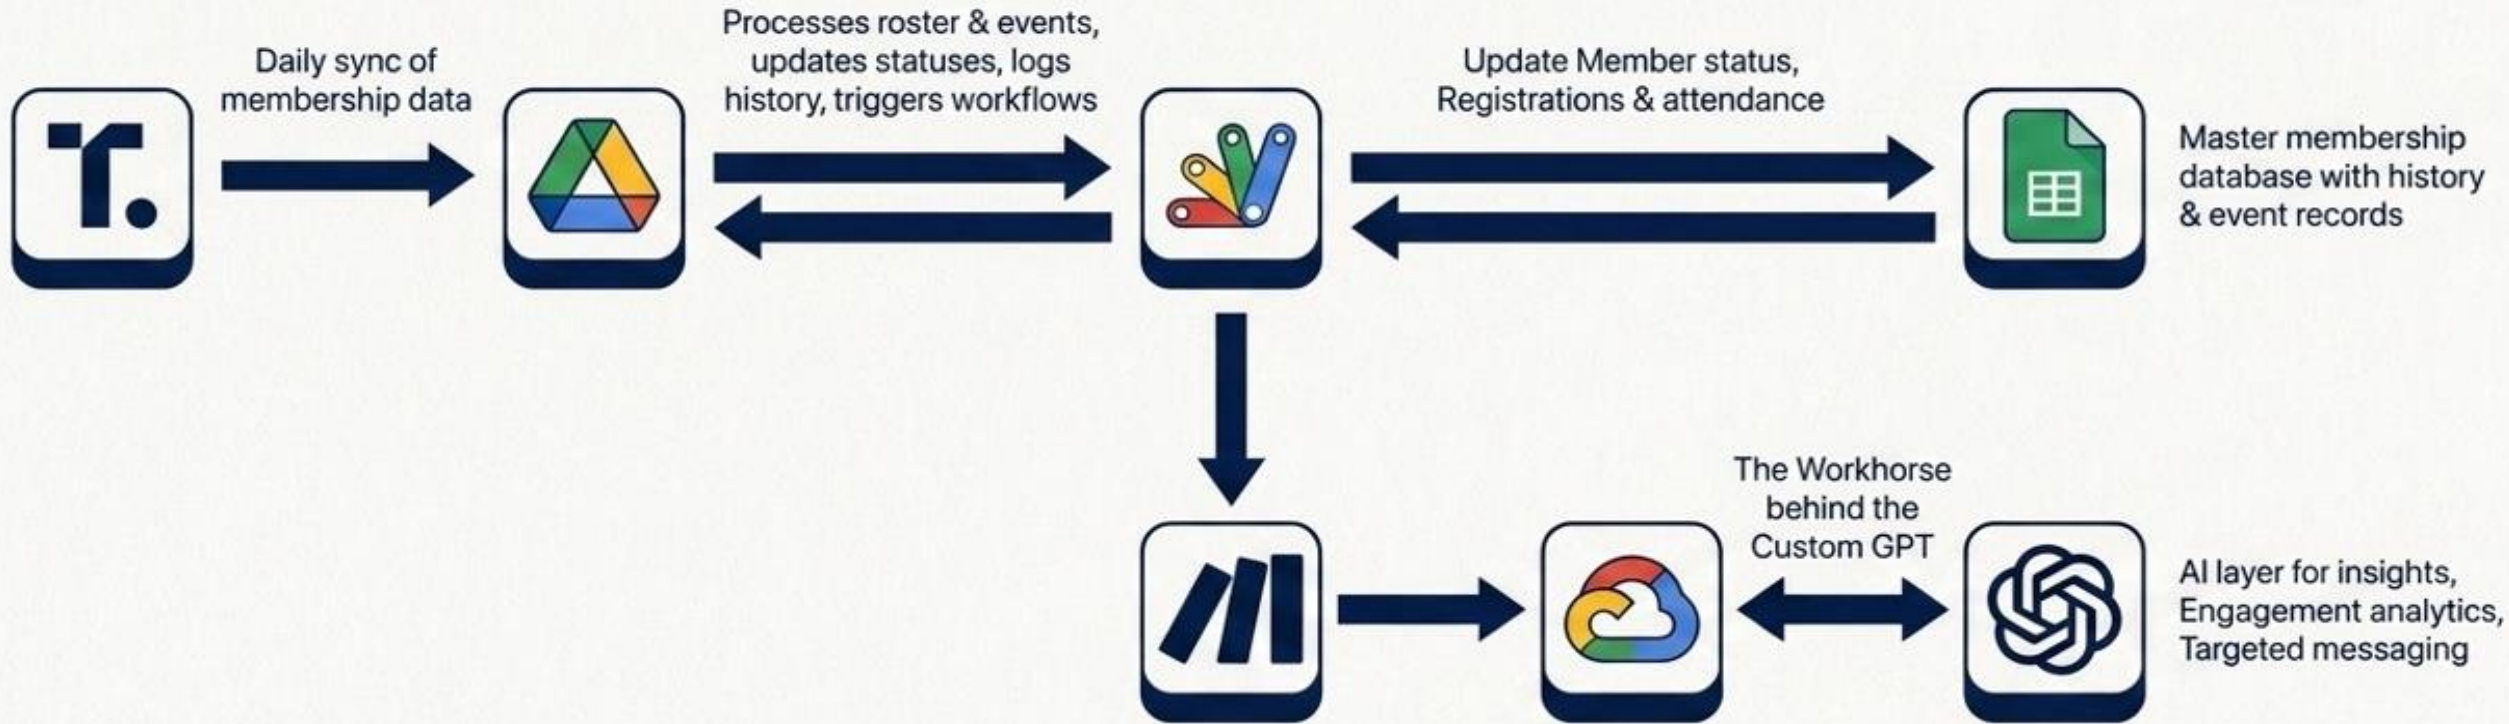 Daily sync of
membership data
Processes roster & events,
updates statuses, logs
history, triggers workflows
Update Member status,
Registrations & attendance
Master membership
database with history
& event records
The Workhorse
behind the
Custom GPT
AI layer for insights,
Engagement analytics,
Targeted messaging